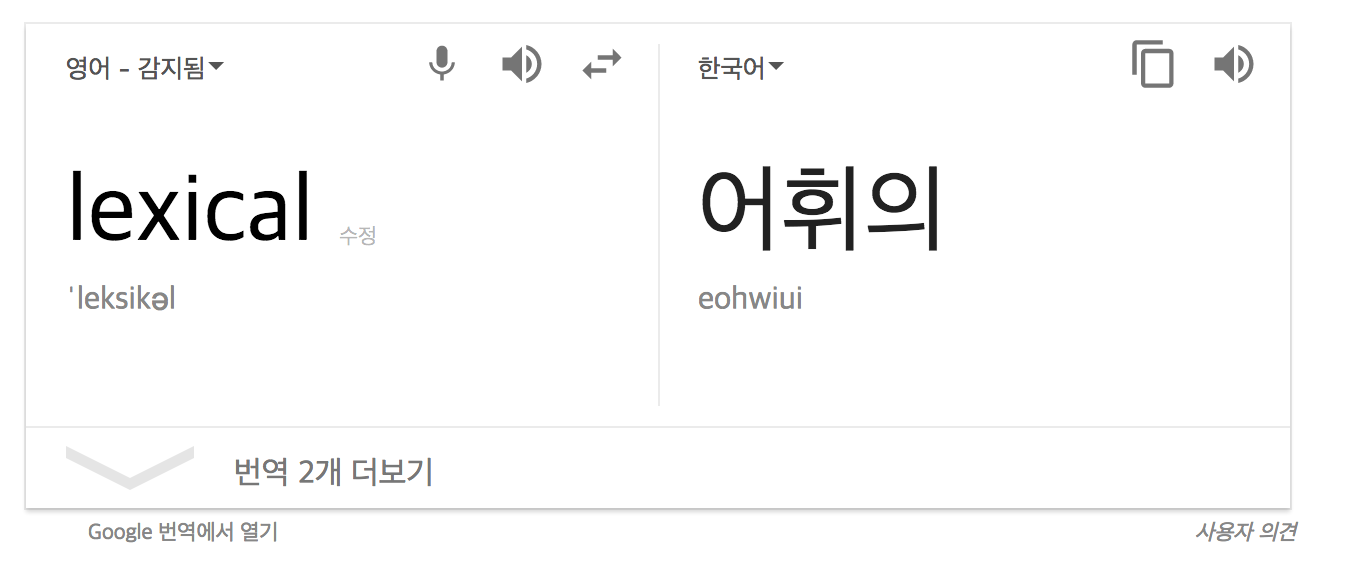 영어 - 감지됨
한국어
lexical 수정
어휘의
ˈleksikəl
eohwiui
번역 2개 더보기
Google 번역에서 열기
사용자 의견